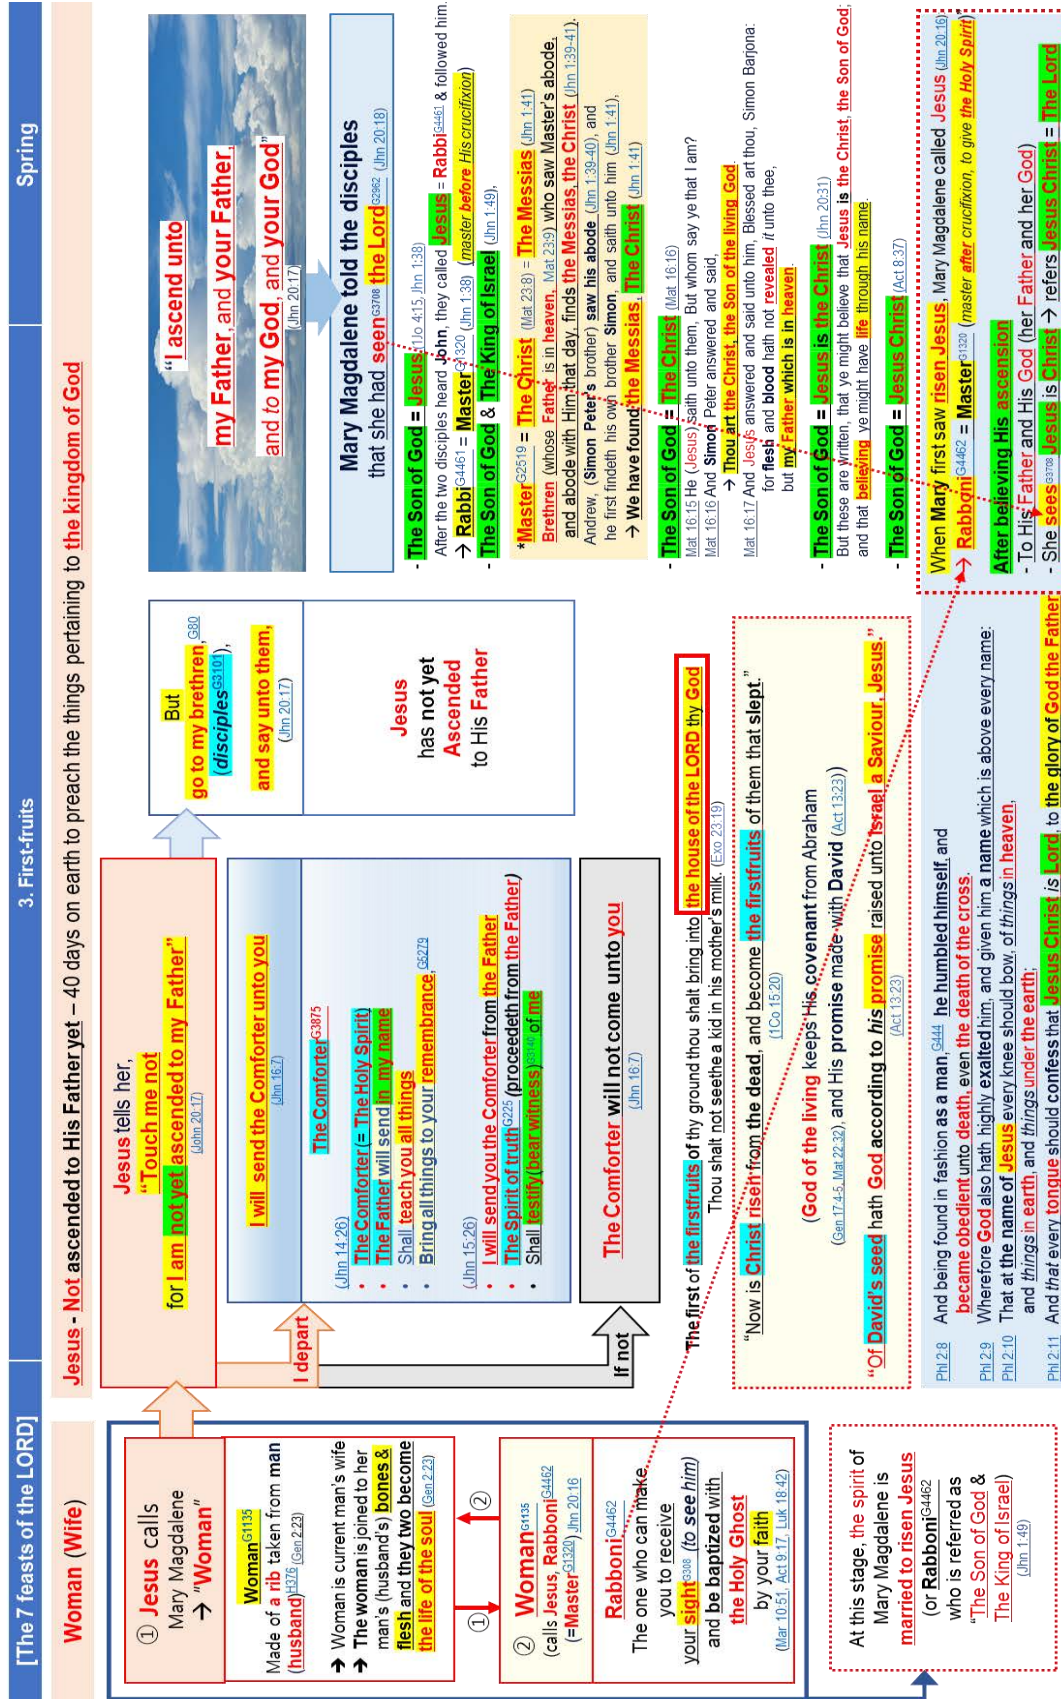 [The 7 feasts of the LORD]
3. First-fruits
Spring
Woman (Wife)
Jesus - Not ascended to His Father yet – 40 days on earth to preach the things pertaining to the kingdom of God
① Jesus calls
Mary Magdalene
→ "Woman"
Woman G1135
Made of a rib taken from man
(husband) H376 (Gen 2:23)
→ Woman is current man's wife
→ The woman is joined to her
man's (husband's) bones &
flesh and they two become
the life of the soul (Gen 2:23)
①
②
② Woman G1135
(calls Jesus, Rabboni G4462
(=Master G1320) Jhn 20:16
Rabboni G4462
The one who can make
you to receive
your sight G308 (to see him)
and be baptized with
the Holy Ghost
by your faith
(Mar 10:51, Act 9:17, Luk 18:42)
At this stage, the spirit of
Mary Magdalene is
married to risen Jesus
(or Rabboni G4462
who is referred as
"The Son of God &
The King of Israel)
(Jhn 1:49)
Jesus tells her,
"Touch me not
for I am not yet ascended to my Father"
(John 20:17)
I depart
If not
I will send the Comforter unto you
(Jhn 16:7)
The Comforter G3875
(Jhn 14:26)
• The Comforter (= The Holy Spirit)
• The Father will send in my name
• Shall teach you all things
• Bring all things to your remembrance, G5279
(Jhn 15:26)
• I will send you the Comforter from the Father
• The Spirit of truth G225 (proceedeth from the Father)
• Shall testify(bear witness) G3140 of me
The Comforter will not come unto you
(Jhn 16:7)
But
go to my brethren, G80
(disciples G3101),
and say unto them,
(Jhn 20:17)
Jesus
has not yet
Ascended
to His Father
The first of the firstfruits of thy ground thou shalt bring into the house of the LORD thy God
Thou shalt not seethe a kid in his mother's milk. (Exo 23:19)
"Now is Christ risen from the dead, and become the firstfruits of them that slept."
(1Co 15:20)
(God of the living keeps His covenant from Abraham
(Gen 17:4-5, Mat 22:32), and His promise made with David (Act 13:23))
"Of David's seed hath God according to his promise raised unto Israel a Saviour, Jesus."
(Act 13:23)
Phl 2:8 And being found in fashion as a man, G444 he humbled himself, and
became obedient unto death, even the death of the cross.
Phl 2:9 Wherefore God also hath highly exalted him, and given him a name which is above every name:
Phl 2:10 That at the name of Jesus every knee should bow, of things in heaven,
and things in earth, and things under the earth;
Phl 2:11 And that every tongue should confess that Jesus Christ is Lord, to the glory of God the Father
"I ascend unto
my Father, and your Father,
and to my God, and your God"
(Jhn 20:17)
Mary Magdalene told the disciples
that she had seen G3708 the Lord G2962 (Jhn 20:18)
- The Son of God = Jesus (1Jo 4:15, Jhn 1:38)
After the two disciples heard John, they called Jesus = Rabbi G4461 & followed him.
→ Rabbi G4461 = Master G1320 (Jhn 1:38) (master before His crucifixion)
- The Son of God & The King of Israel (Jhn 1:49),
*Master G2519 = The Christ (Mat 23:8) = The Messias (Jhn 1:41)
Brethren (whose Father is in heaven, Mat 23:9) who saw Master's abode,
and abode with Him that day, finds the Messias, the Christ (Jhn 1:39-41).
Andrew, (Simon Peter's brother) saw his abode (Jhn 1:39-40), and
he first findeth his own brother Simon, and saith unto him (Jhn 1:41),
→ We have found the Messias, The Christ (Jhn 1:41)
- The Son of God = The Christ (Mat 16:16)
Mat 16:15 He (Jesus) saith unto them, But whom say ye that I am?
Mat 16:16 And Simon Peter answered and said,
→ Thou art the Christ, the Son of the living God.
Mat 16:17 And Jesus answered and said unto him, Blessed art thou, Simon Barjona:
for flesh and blood hath not revealed it unto thee,
but my Father which is in heaven.
- The Son of God = Jesus is the Christ (Jhn 20:31)
But these are written, that ye might believe that Jesus is the Christ, the Son of God;
and that believing ye might have life through his name.
- The Son of God = Jesus Christ (Act 8:37)
When Mary first saw risen Jesus, Mary Magdalene called Jesus (Jhn 20:16)
→ Rabboni G4462 = Master G1320 (master after crucifixion, to give the Holy Spirit)
After believing His ascension
- To His Father and His God (her Father and her God)
- She sees G3708 Jesus is Christ → refers Jesus Christ = The Lord